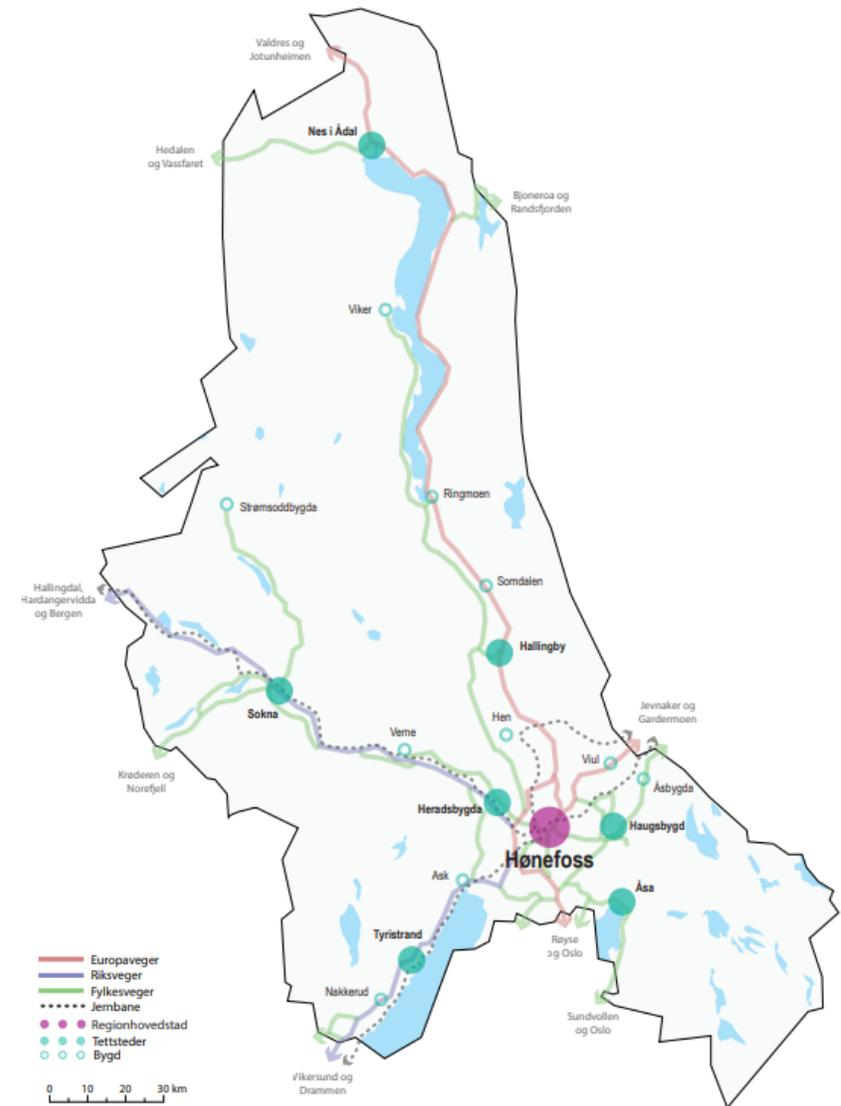 Valdres og
Jotunheimen
Nes i Ådal
Hedalen
og Vassfaret
Bjoneroa og
Randsfjorden
Viker
Ringmoen
Strømsoddbygda
Somdalen
Hallingdal,
Hardangervidda
og Bergen
Hallingby
Sokna
Hen
Jevnaker og
Gardermoen
Veme
Viul
Krøderen og
Norefjell
Åsbygda
Heradsbygda
Haugsbygd
Hønefoss
Ask
Åsa
Tyristrand
Røyse
og Oslo
Nakkerud
Sundvollen
og Oslo
Vikersund og
Drammen
Europaveger
Riksveger
Fylkesveger
Jernbane
Regionhovedstad
Tettsteder
Bygd
0 10 20 30 km